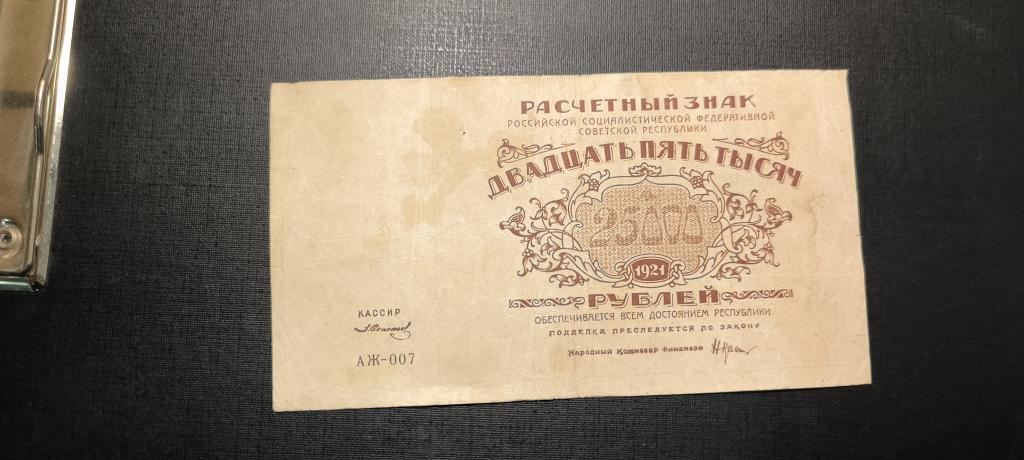 РАСЧЕТНЫЙ ЗНАК
РОССИЙСКОЙ СОЦИАЛИСТИЧЕСКОЙ ФЕДЕРАТИВНОЙ
СОВЕТСКОЙ РЕСПУБЛИКИ
ДВАДЦАТЬ ПЯТЬ ТЫСЯЧ
25000
1921
РУБЛЕЙ
ОБЕСПЕЧИВАЕТСЯ ВСЕМ ДОСТОЯНИЕМ РЕСПУБЛИКИ
ПОДДЕЛКА ПРЕСЛЕДУЕТСЯ ПО ЗАКОНУ
Народный Комиссар Финансов
КАССИР
АЖ-007